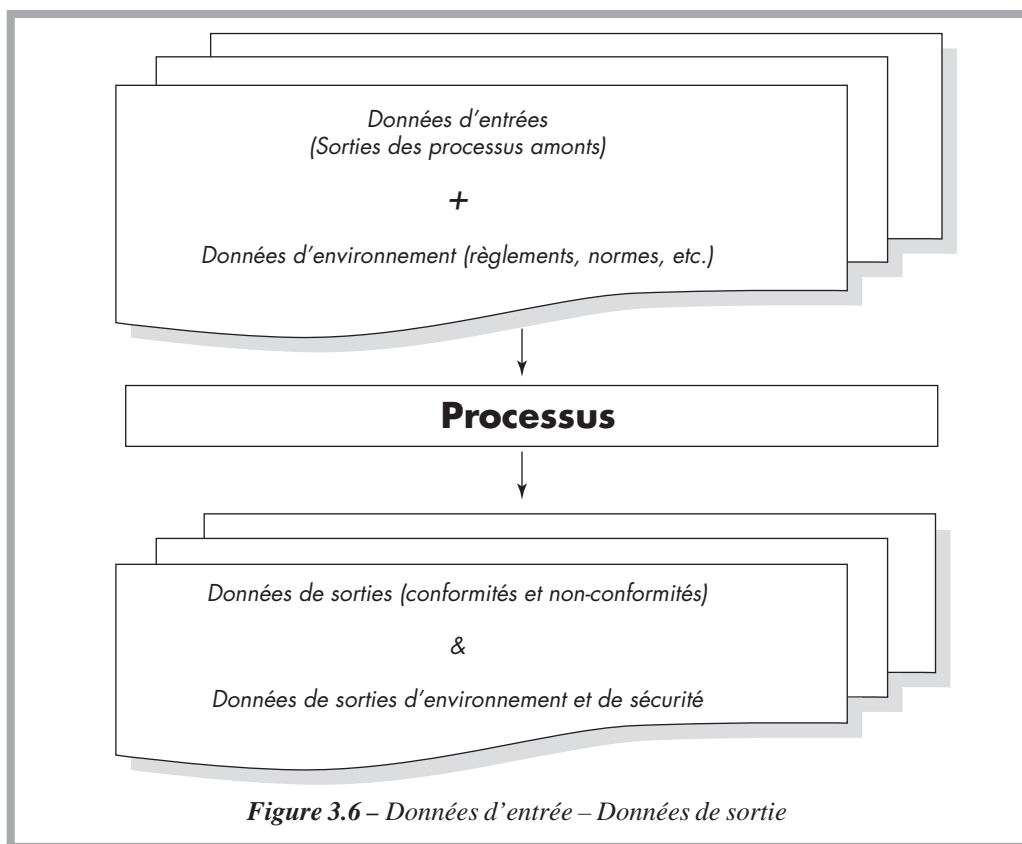 Données d'entrées
(Sorties des processus amonts)
+
Données d'environnement (règlements, normes, etc.)
Processus
Données de sorties (conformités et non-conformités)
&
Données de sorties d'environnement et de sécurité
Figure 3.6 – Données d'entrée – Données de sortie